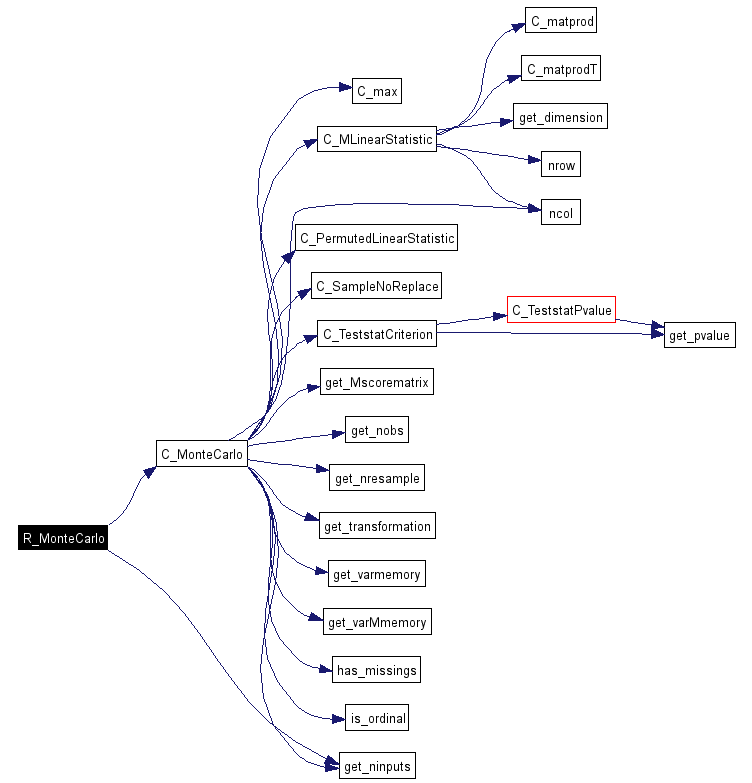 C_matprod
C_matprodT
C_max
get_dimension
C_MLinearStatistic
nrow
ncol
C_PermutedLinearStatistic
C_SampleNoReplace
C_TeststatPvalue
C_TeststatCriterion
get_pvalue
get_Mscorematrix
get_nobs
C_MonteCarlo
get_nresample
get_transformation
R_MonteCarlo
get_varmemory
get_varMmemory
has_missings
is_ordinal
get_ninputs